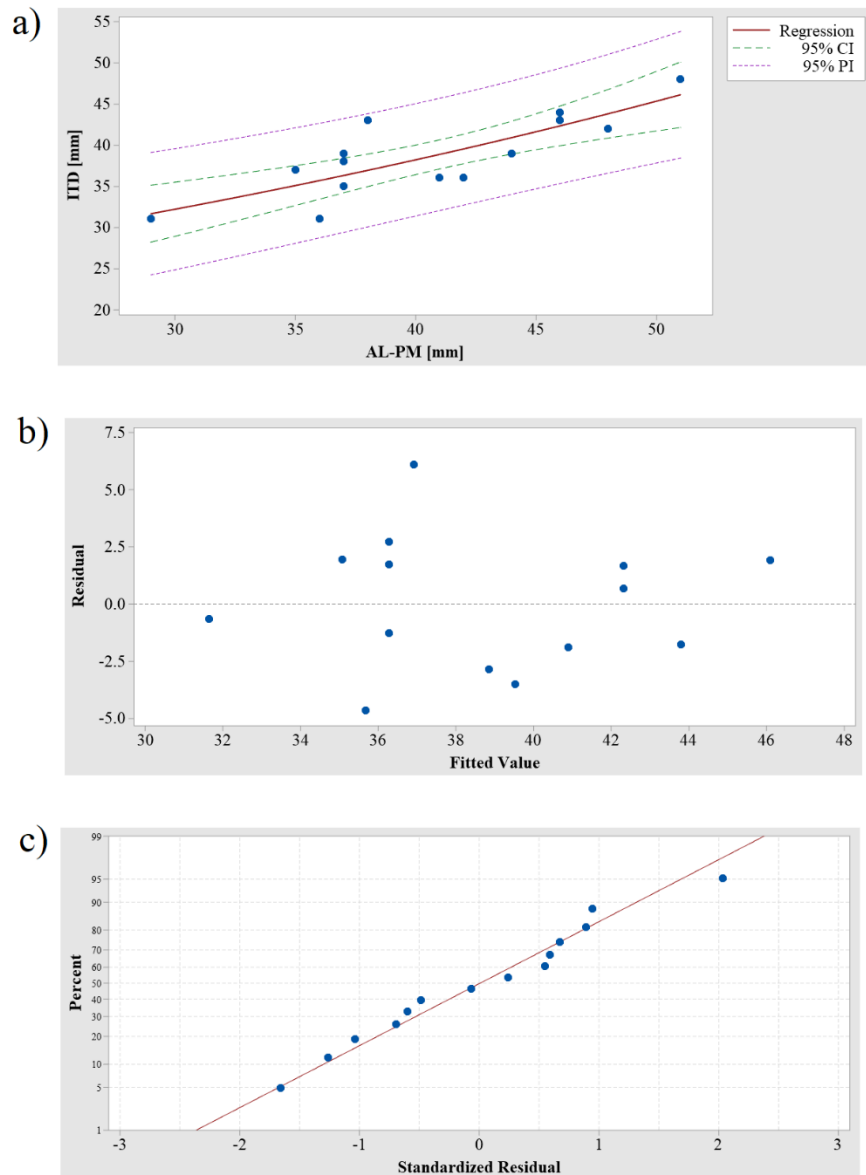 a)
55
50
45
40
35
30
25
20
ITD [mm]
30 35 40 45 50
AL-PM [mm]
Regression
95% CI
95% PI
b)
7.5
5.0
2.5
0.0
-5.0
-2.5
Residual
30 32 34 36 38 40 42 44 46 48
Fitted Value
c)
99
95
90
80
70
60
50
40
30
20
10
5
1
Percent
-3 -2 -1 0 1 2 3
Standardized Residual